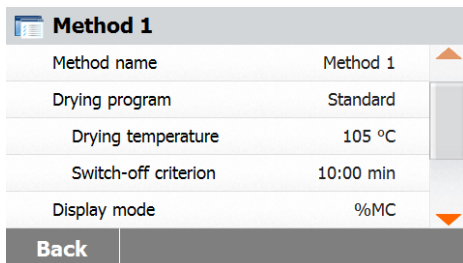 Method 1
Method name Method 1
Drying program Standard
Drying temperature 105 ºC
Switch-off criterion 10:00 min
Display mode %MC
Back